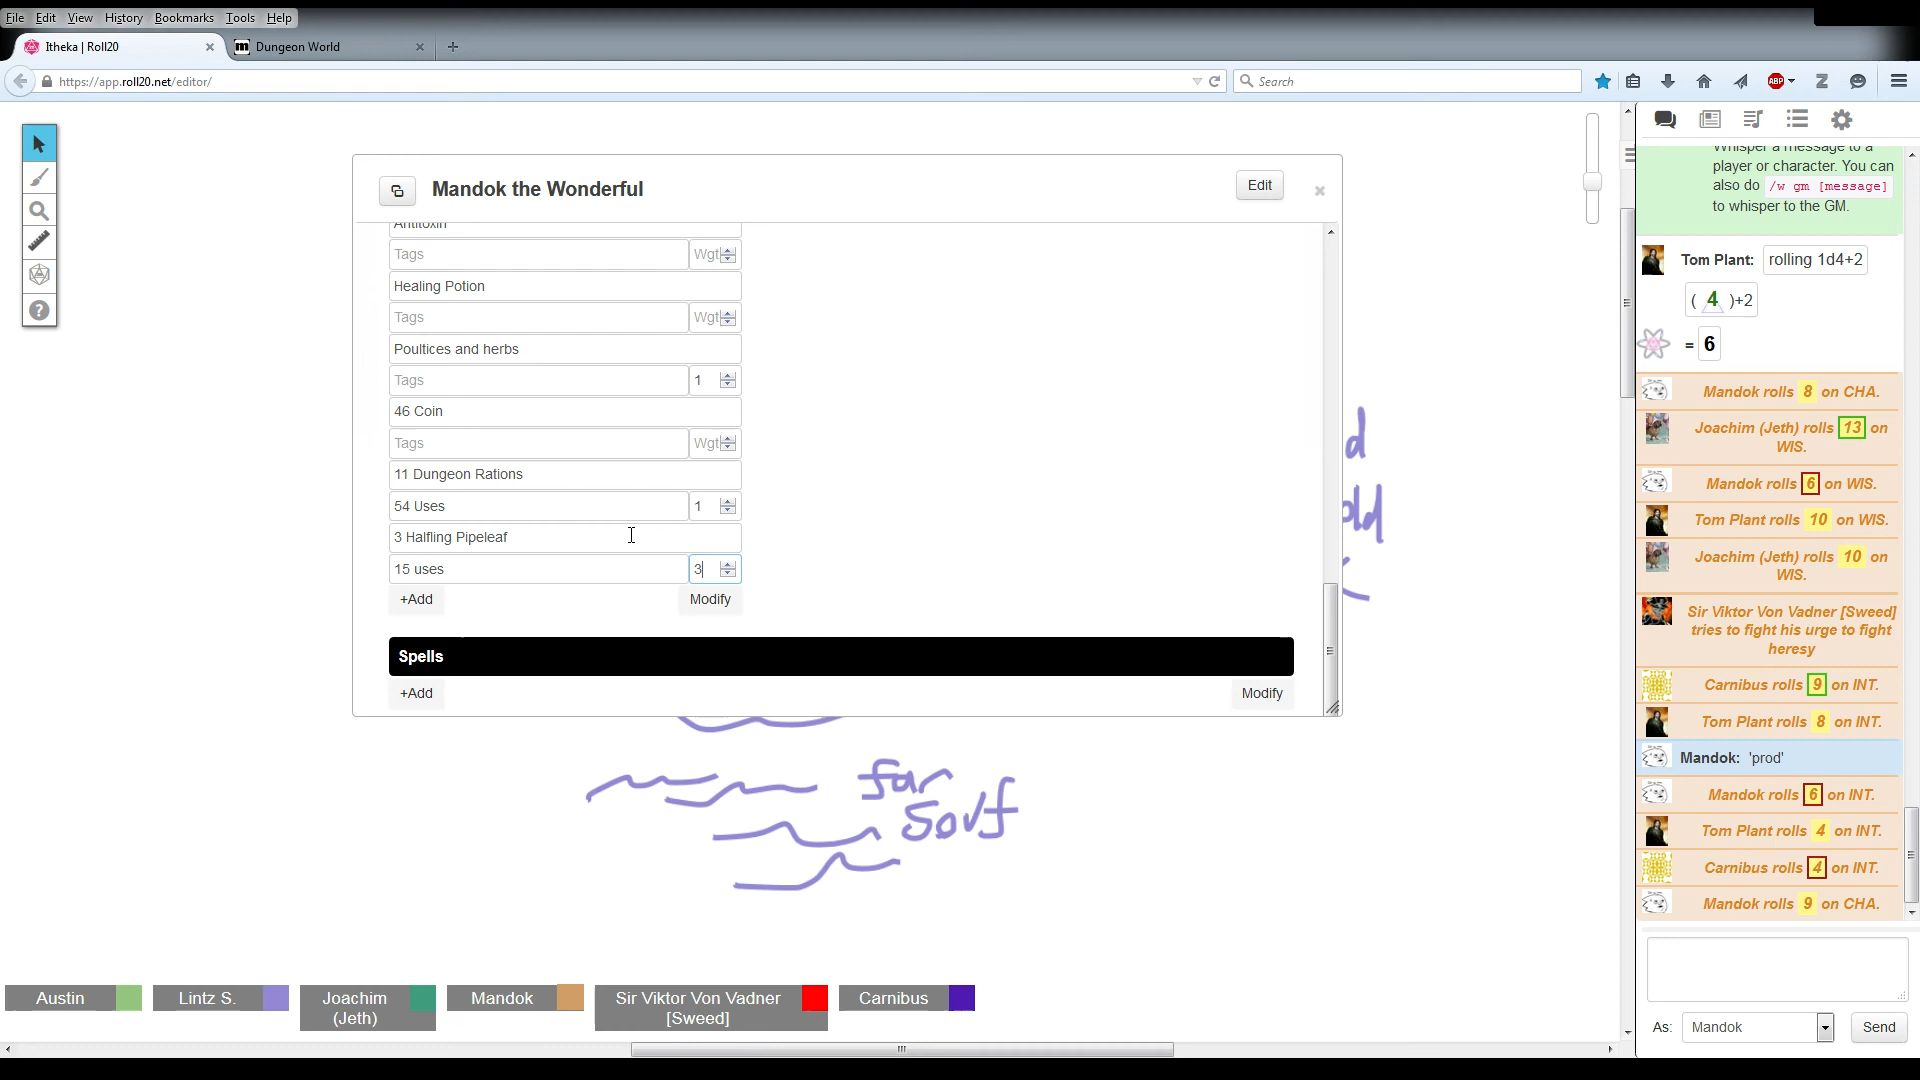 File Edit View History Bookmarks Tools Help
Itheka | Roll20
Dungeon World
https://app.roll20.net/editor/
Search
ABP
Z
Mandok the Wonderful
Edit
Antitoxin
Tags
Wgt
Healing Potion
Tags
Wgt
Poultices and herbs
Tags
1
46 Coin
Tags
Wgt
11 Dungeon Rations
54 Uses
1
3 Halfling Pipeleaf
15 uses
3
+Add
Modify
Spells
+Add
Modify
far
Austin
Lintz S.
Joachim
(Jeth)
Mandok
Sir Viktor Von Vadner
[Sweed]
Carnibus
Whisper a message to a
player or character. You can
also do /w gm [message]
to whisper to the GM.
Tom Plant: rolling 1d4+2
( 4 )+2
= 6
Mandok rolls 8 on CHA.
Joachim (Jeth) rolls 13 on
WIS.
Mandok rolls 6 on WIS.
Tom Plant rolls 10 on WIS.
Joachim (Jeth) rolls 10 on
WIS.
Sir Viktor Von Vadner [Sweed]
tries to fight his urge to fight
heresy
Carnibus rolls 9 on INT.
Tom Plant rolls 8 on INT.
Mandok: 'prod'
Mandok rolls 6 on INT.
Tom Plant rolls 4 on INT.
Carnibus rolls 4 on INT.
Mandok rolls 9 on CHA.
As:
Mandok
Send